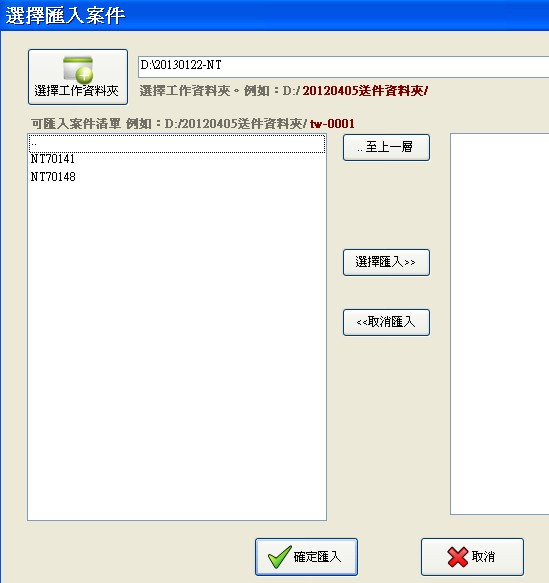 選擇匯入案件
選擇工作資料夾
D:\20130122-NT
選擇工作資料夾。例如：D:/ 20120405送件資料夾/
可匯入案件清單 例如：D:/20120405送件資料夾/ tw-0001
..
NT70141
NT70148
.. 至上一層
選擇匯入>>
<<取消匯入
確定匯入
取消